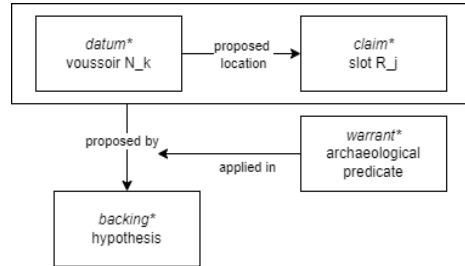 datum*
voussoir N_k
proposed
location
claim*
slot R_j
proposed by
applied in
warrant*
archaeological
predicate
backing*
hypothesis